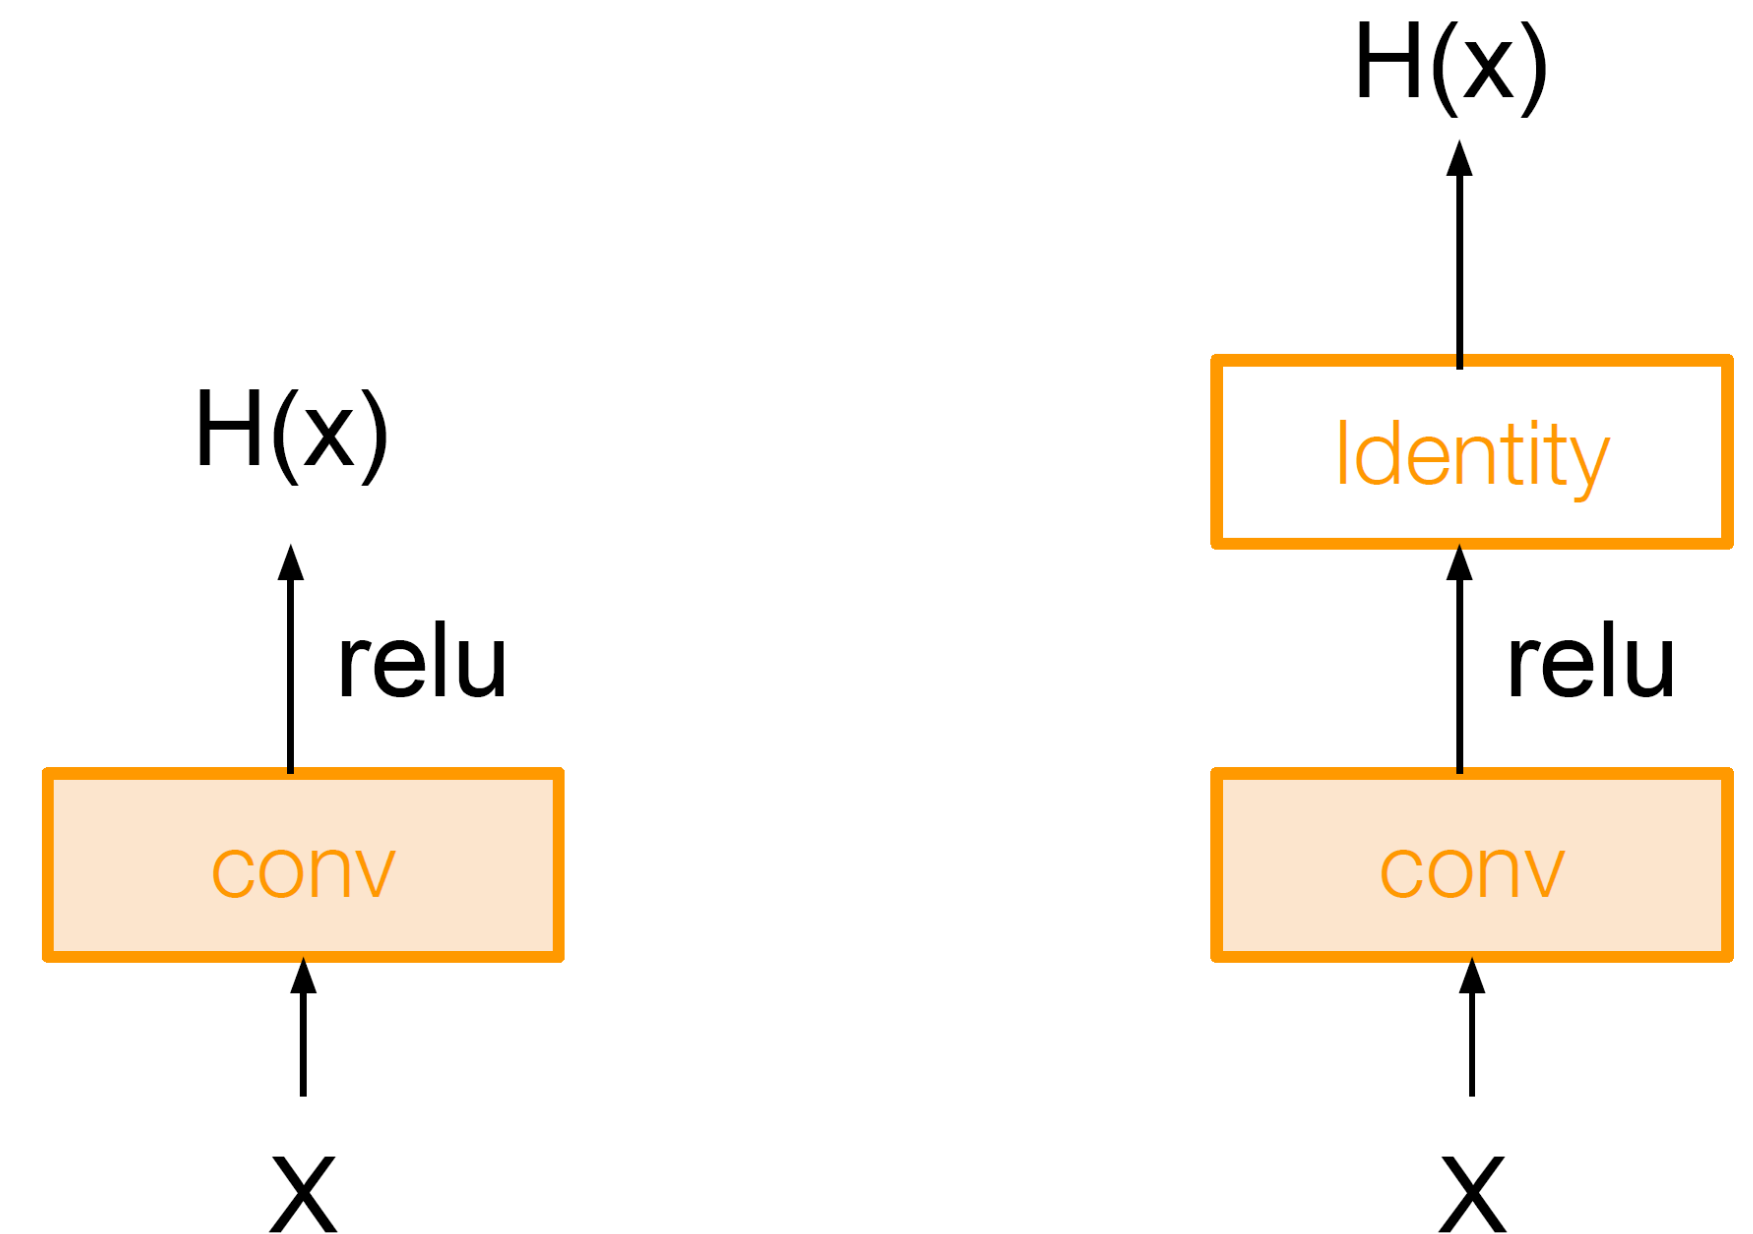 H(x)
relu
conv
X
H(x)
Identity
relu
conv
X